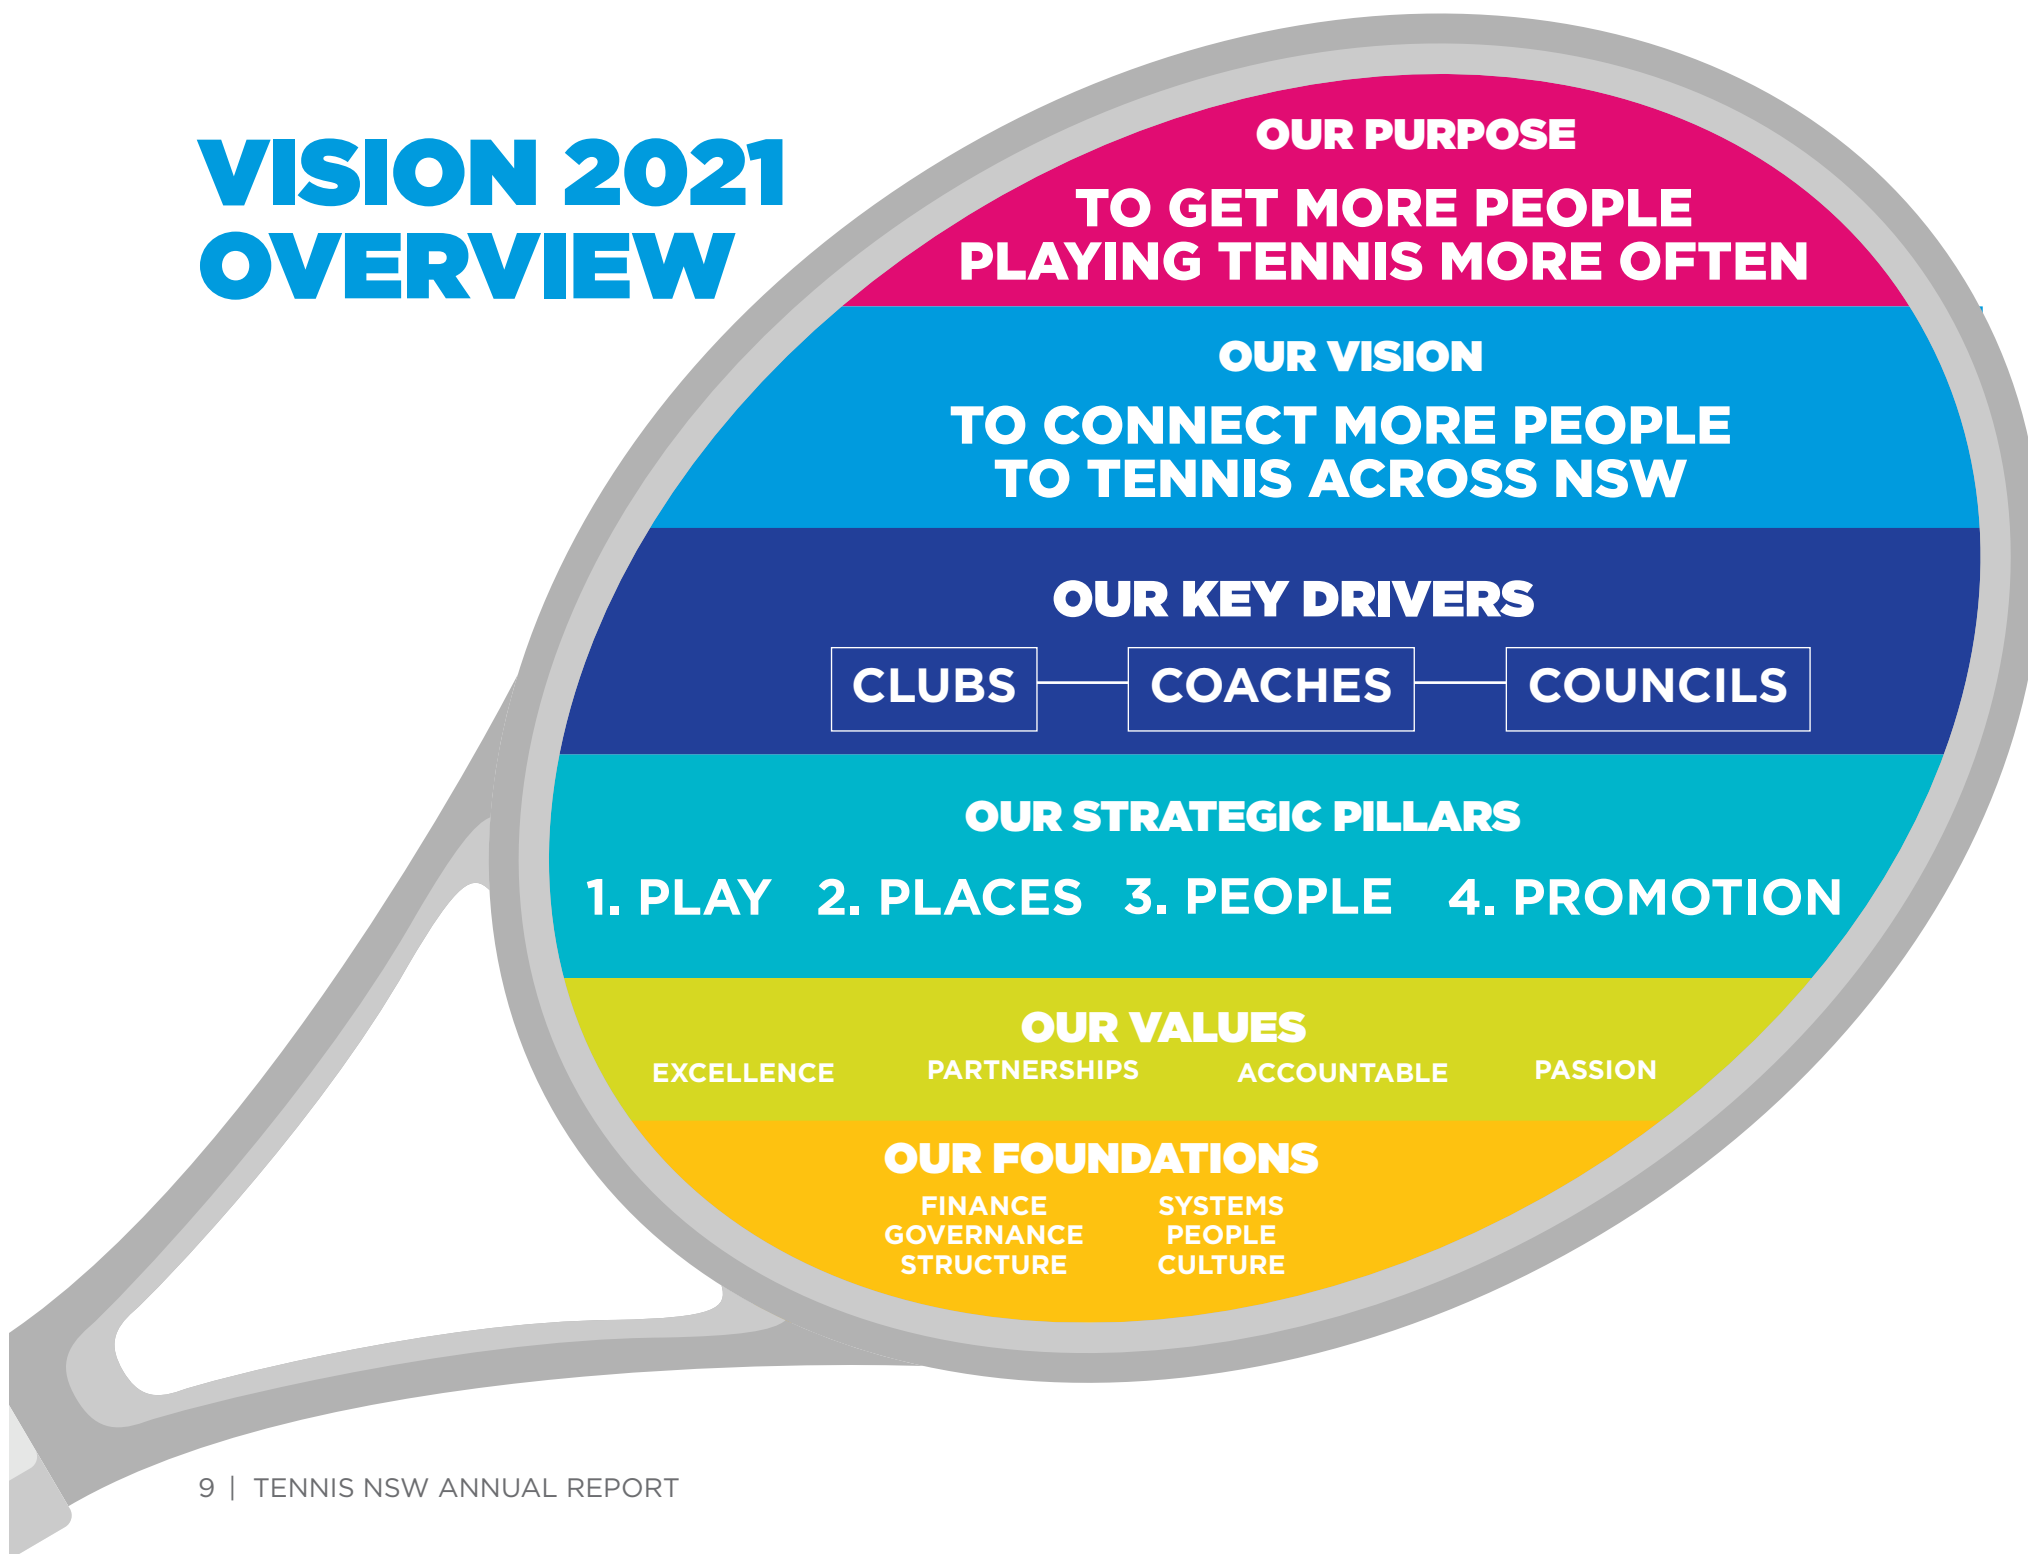 VISION 2021
OVERVIEW
OUR PURPOSE
TO GET MORE PEOPLE
PLAYING TENNIS MORE OFTEN
OUR VISION
TO CONNECT MORE PEOPLE
TO TENNIS ACROSS NSW
OUR KEY DRIVERS
CLUBS COACHES COUNCILS
OUR STRATEGIC PILLARS
1. PLAY 2. PLACES 3. PEOPLE 4. PROMOTION
OUR VALUES
EXCELLENCE PARTNERSHIPS ACCOUNTABLE PASSION
OUR FOUNDATIONS
FINANCE SYSTEMS
GOVERNANCE PEOPLE
STRUCTURE CULTURE
9 | TENNIS NSW ANNUAL REPORT